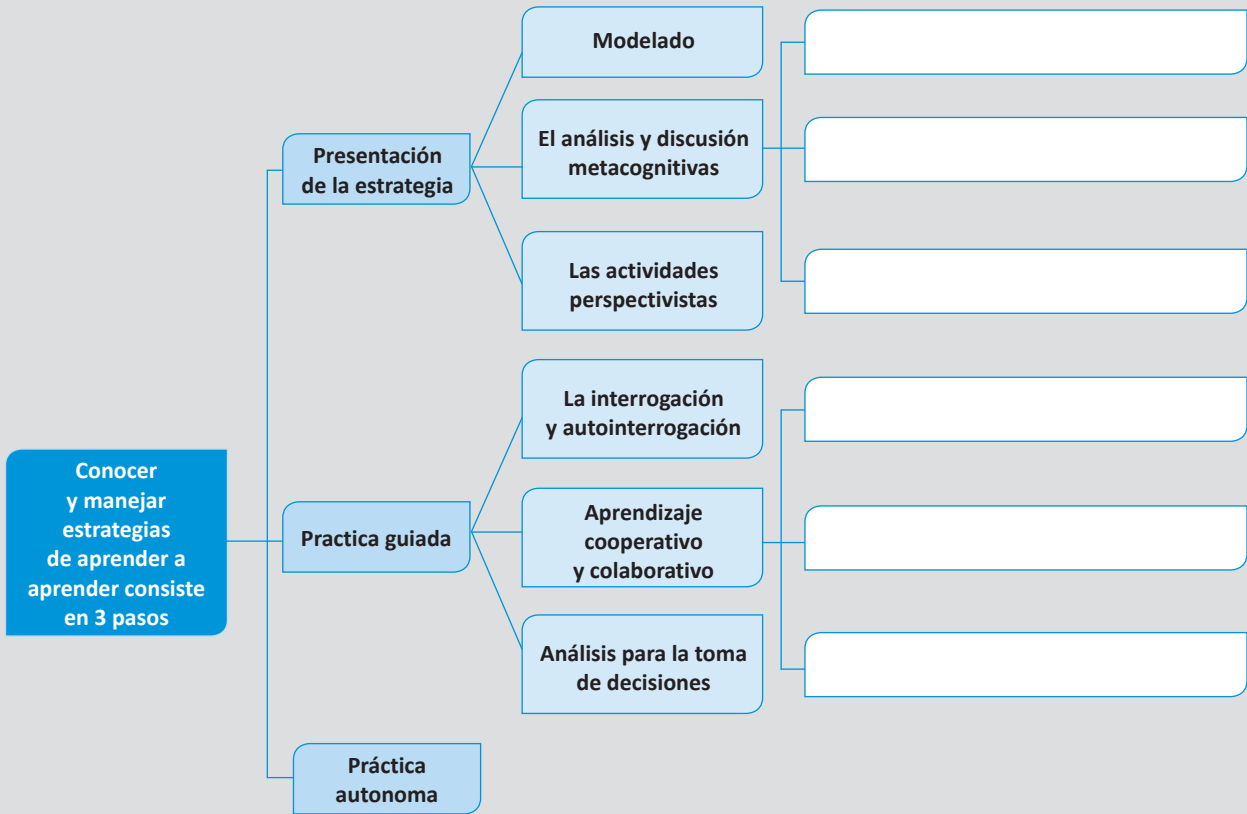 Modelado
El análisis y discusión
metacognitivas
Presentación
de la estrategia
Las actividades
perspectivistas
La interrogación
y autointerrogación
Conocer
y manejar
estrategias
de aprender a
aprender consiste
en 3 pasos
Practica guiada
Aprendizaje
cooperativo
y colaborativo
Análisis para la toma
de decisiones
Práctica
autonoma